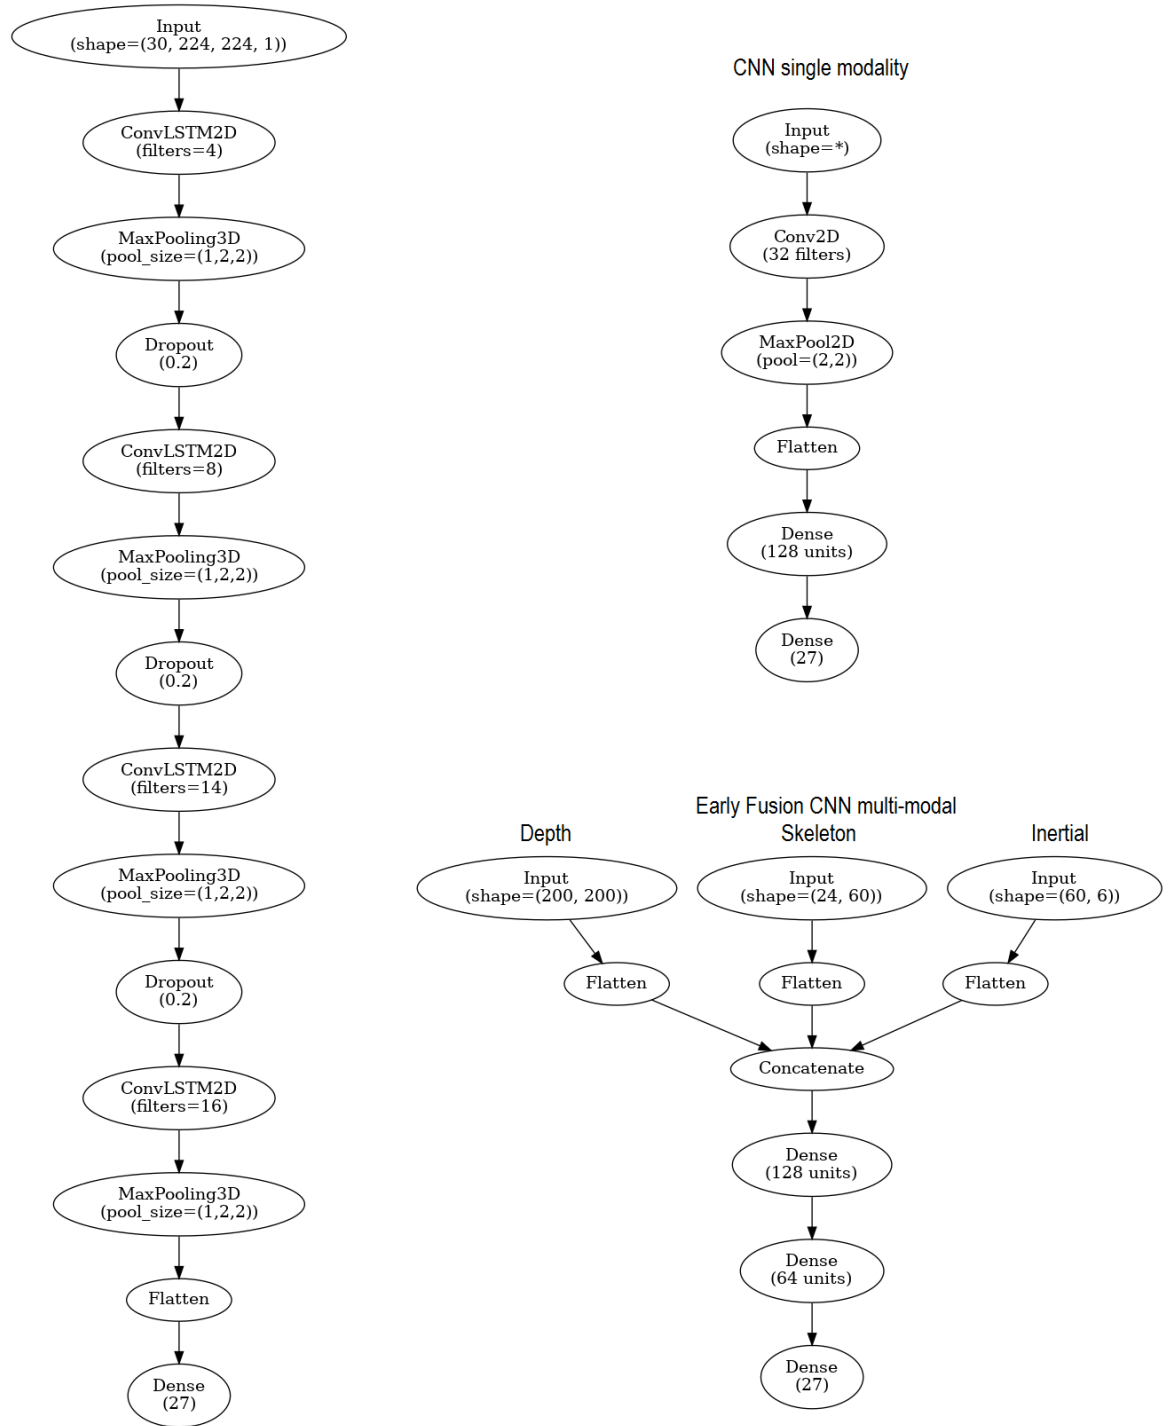 Input
(shape=(30, 224, 224, 1))
ConvLSTM2D
(filters=4)
MaxPooling3D
(pool_size=(1,2,2))
Dropout
(0.2)
ConvLSTM2D
(filters=8)
MaxPooling3D
(pool_size=(1,2,2))
Dropout
(0.2)
ConvLSTM2D
(filters=14)
MaxPooling3D
(pool_size=(1,2,2))
Dropout
(0.2)
ConvLSTM2D
(filters=16)
MaxPooling3D
(pool_size=(1,2,2))
Flatten
Dense
(27)
CNN single modality
Input
(shape=*)
Conv2D
(32 filters)
MaxPool2D
(pool=(2,2))
Flatten
Dense
(128 units)
Dense
(27)
Early Fusion CNN multi-modal
Depth
Skeleton
Inertial
Input
(shape=(200, 200))
Input
(shape=(24, 60))
Input
(shape=(60, 6))
Flatten
Flatten
Flatten
Concatenate
Dense
(128 units)
Dense
(64 units)
Dense
(27)